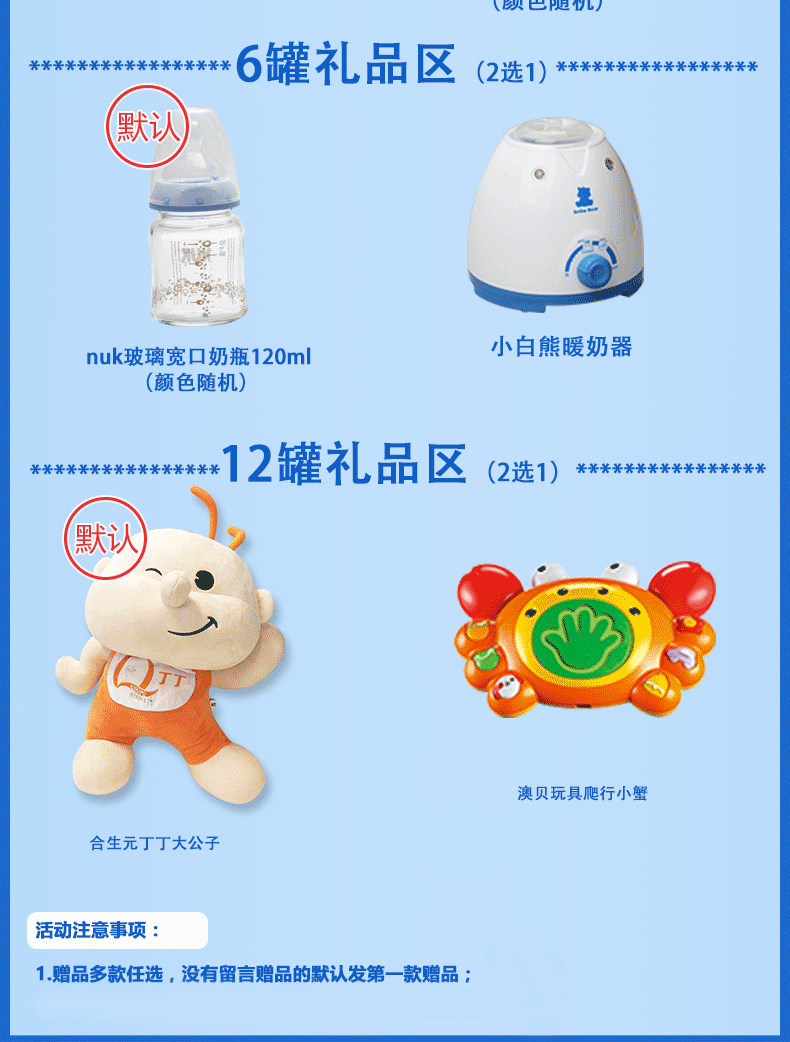 （颜色随机）
*****************6罐礼品区（2选1）*****************
默认
nuk玻璃宽口奶瓶120ml
（颜色随机）
小白熊暖奶器
****************12罐礼品区（2选1）****************
默认
Q丁丁
合生元丁丁大公子
澳贝玩具爬行小蟹
活动注意事项：
1.赠品多款任选，没有留言赠品的默认发第一款赠品；